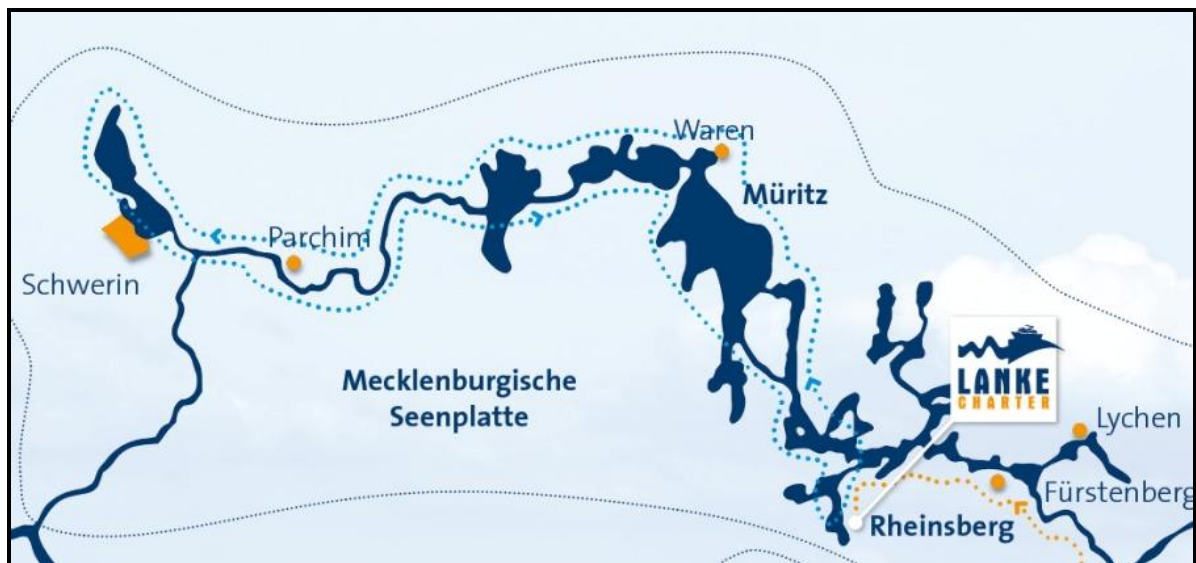 Waren
Müritz
Parchim
Schwerin
Mecklenburgische
Seenplatte
LANKE
CHARTER
Lychen
Fürstenberg
Rheinsberg